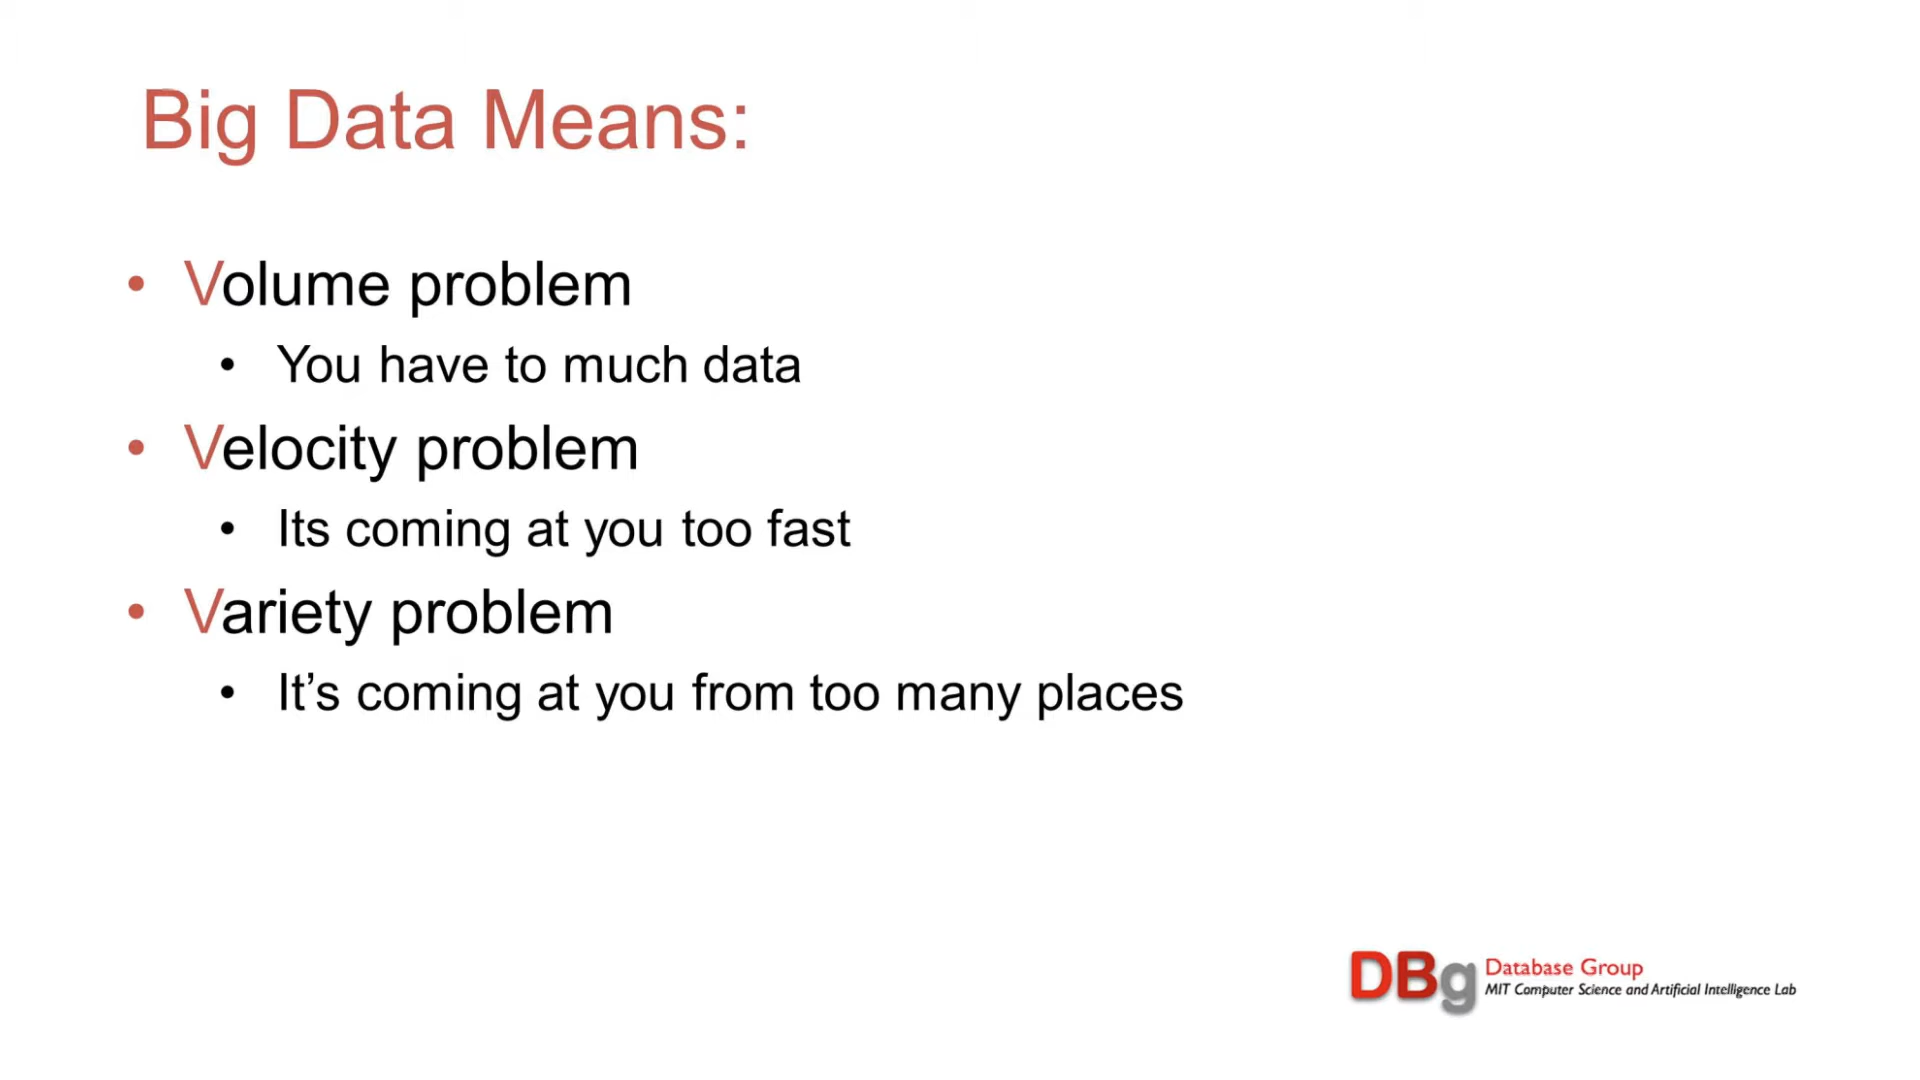 Big Data Means:
• Volume problem
• You have to much data
• Velocity problem
• Its coming at you too fast
• Variety problem
• It’s coming at you from too many places
DBg Database Group
MIT Computer Science and Artificial Intelligence Lab